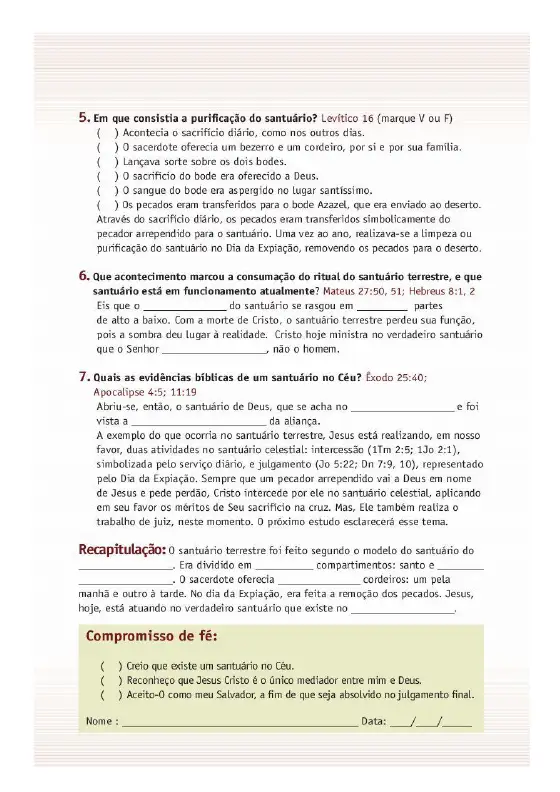 5. Em que consistia a purificação do santuário? Levítico 16 (marque V ou F)
( ) Acontecia o sacrifício diário, como nos outros dias.
( ) O sacerdote oferecia um bezerro e um cordeiro, por si e por sua família.
( ) Lançava sorte sobre os dois bodes.
( ) O sacrifício do bode era oferecido a Deus.
( ) O sangue do bode era aspergido no lugar santíssimo.
( ) Os pecados eram transferidos para o bode Azazel, que era enviado ao deserto.
Através do sacrifício diário, os pecados eram transferidos simbolicamente do
pecador arrependido para o santuário. Uma vez ao ano, realizava-se a limpeza ou
purificação do santuário no Dia da Expiação, removendo os pecados para o deserto.
6. Que acontecimento marcou a consumação do ritual do santuário terrestre, e que
santuário está em funcionamento atualmente? Mateus 27:50, 51; Hebreus 8:1, 2
Eis que o _______________ do santuário se rasgou em _________ partes
de alto a baixo. Com a morte de Cristo, o santuário terrestre perdeu sua função,
pois a sombra deu lugar à realidade. Cristo hoje ministra no verdadeiro santuário
que o Senhor ___________________, não o homem.
7. Quais as evidências bíblicas de um santuário no Céu? Êxodo 25:40;
Apocalipse 4:5; 11:19
Abriu-se, então, o santuário de Deus, que se acha no ___________________ e foi
vista a ________________________ da aliança.
A exemplo do que ocorria no santuário terrestre, Jesus está realizando, em nosso
favor, duas atividades no santuário celestial: intercessão (1Tm 2:5; 1Jo 2:1),
simbolizada pelo serviço diário, e julgamento (Jo 5:22; Dn 7:9, 10), representado
pelo Dia da Expiação. Sempre que um pecador arrependido vai a Deus em nome
de Jesus e pede perdão, Cristo intercede por ele no santuário celestial, aplicando
em seu favor os méritos de Seu sacrifício na cruz. Mas, Ele também realiza o
trabalho de juiz, neste momento. O próximo estudo esclarecerá esse tema.
Recapitulação: O santuário terrestre foi feito segundo o modelo do santuário do
_________________. Era dividido em __________ compartimentos: santo e ________
_________________. O sacerdote oferecia _______________ cordeiros: um pela
manhã e outro à tarde. No dia da Expiação, era feita a remoção dos pecados. Jesus,
hoje, está atuando no verdadeiro santuário que existe no ___________________.
Compromisso de fé:
( ) Creio que existe um santuário no Céu.
( ) Reconheço que Jesus Cristo é o único mediador entre mim e Deus.
( ) Aceito-O como meu Salvador, a fim de que seja absolvido no julgamento final.
Nome : ___________________________________________ Data: ____/____/_____